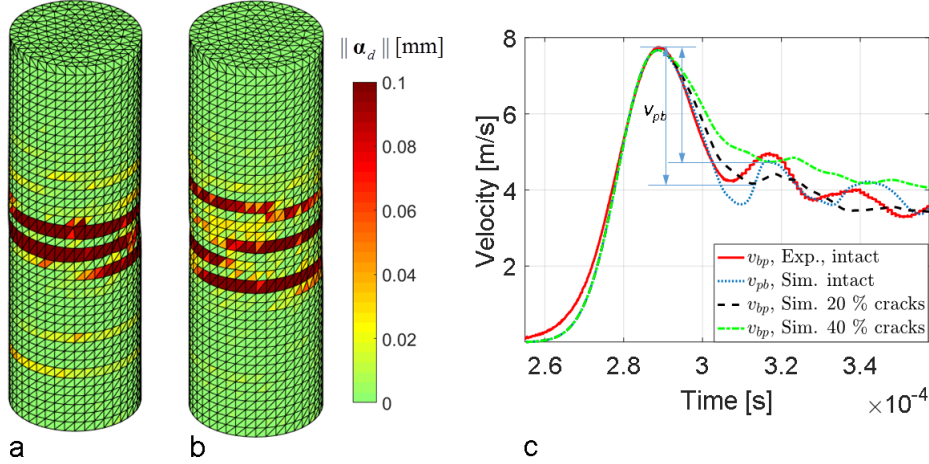 ‖ α_d ‖ [mm]
0.1
0.08
0.06
0.04
0.02
0
a
b
8
6
4
2
Velocity [m/s]
v_pb
v_bp, Exp., intact
v_pb, Sim. intact
v_bp, Sim. 20 % cracks
v_bp, Sim. 40 % cracks
2.6 2.8 3 3.2 3.4
Time [s]
×10⁻⁴
c